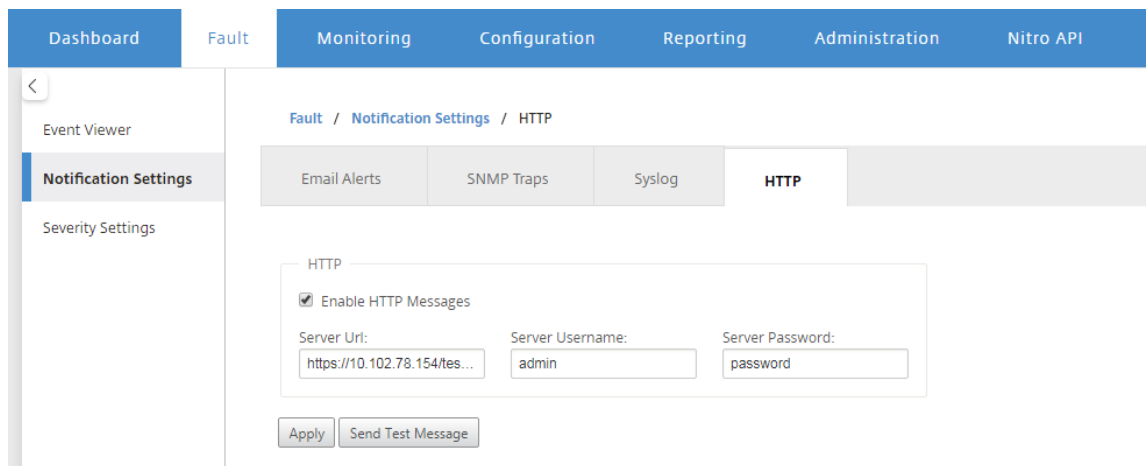 Dashboard Fault Monitoring Configuration Reporting Administration Nitro API
Event Viewer
Notification Settings
Severity Settings
Fault / Notification Settings / HTTP
Email Alerts SNMP Traps Syslog HTTP
HTTP
Enable HTTP Messages
Server Url: Server Username: Server Password:
https://10.102.78.154/tes... admin password
Apply Send Test Message